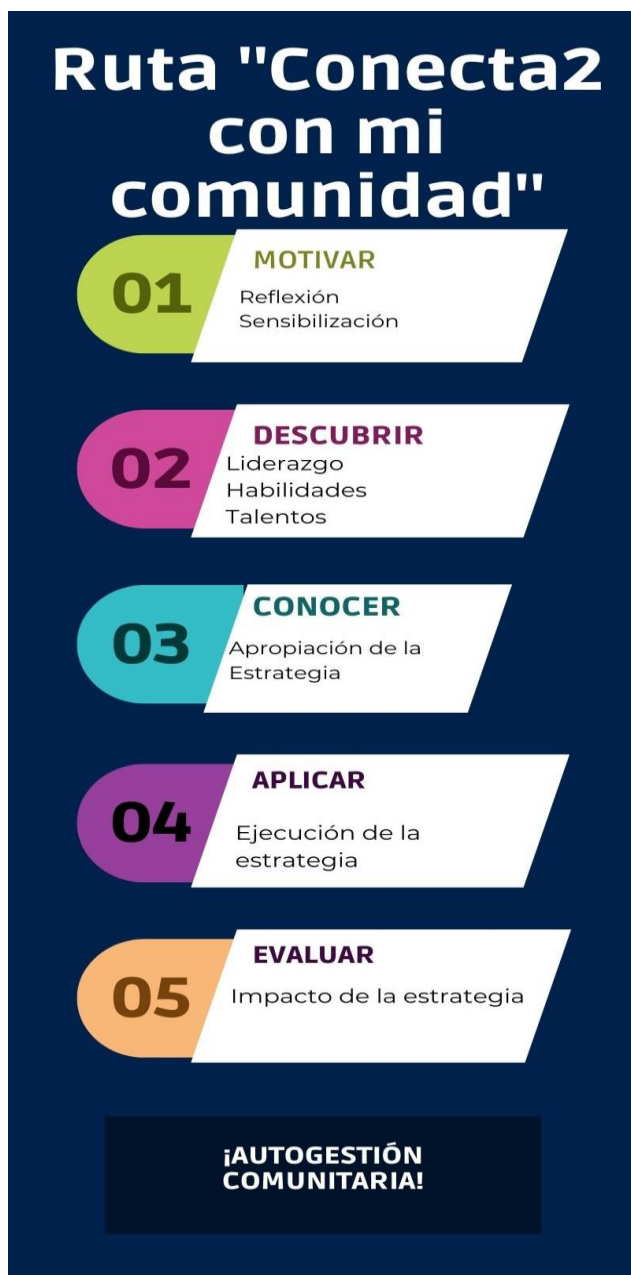 Ruta "Conecta2
con mi
comunidad"
01
MOTIVAR
Reflexión
Sensibilización
02
DESCUBRIR
Liderazgo
Habilidades
Talentos
03
CONOCER
Apropiación de la
Estrategia
04
APLICAR
Ejecución de la
estrategia
05
EVALUAR
Impacto de la estrategia
¡AUTOGESTIÓN
COMUNITARIA!